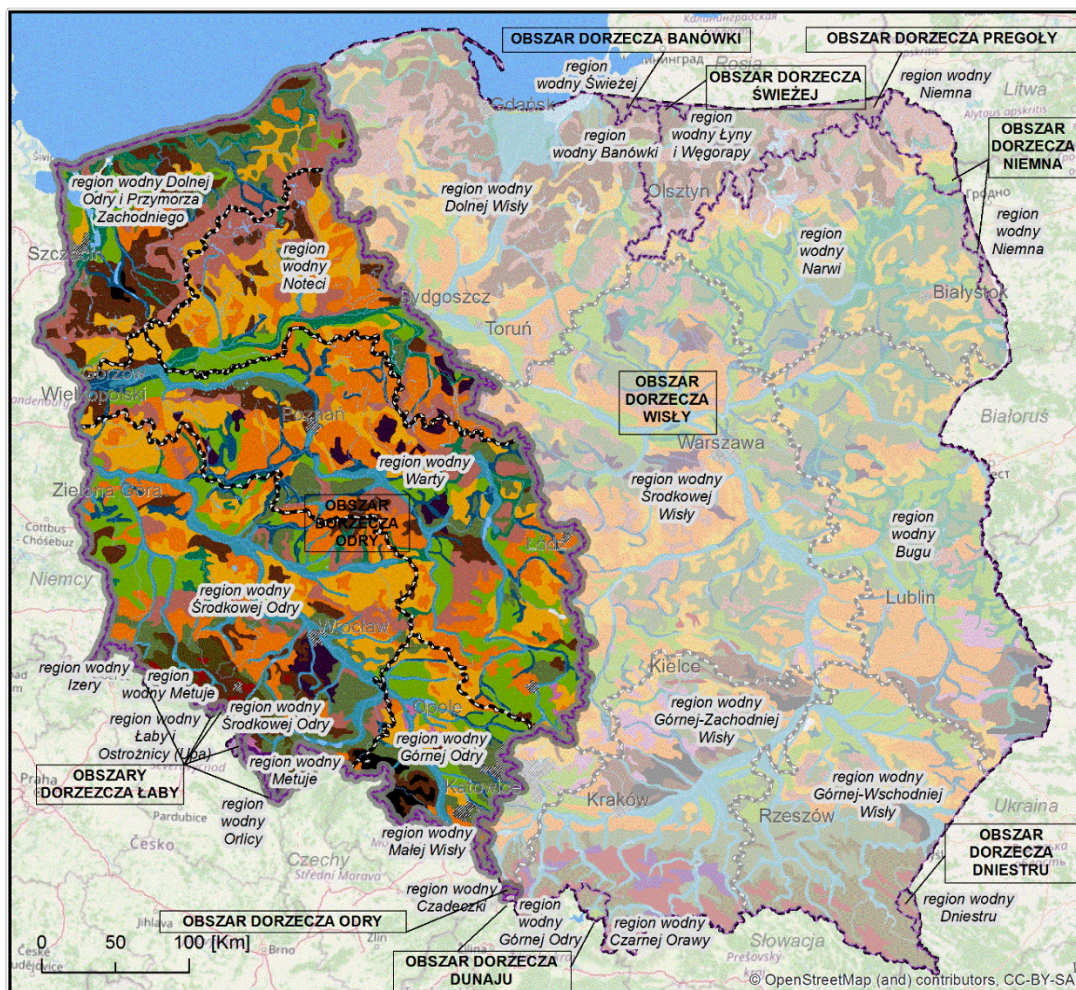 OBSZAR DORZECZA BANÓWKI
OBSZAR DORZECZA PREGOŁY
region
wodny Świeżej
OBSZAR DORZECZA
ŚWIEŻEJ
region
wodny
Niemna
Litwa
Gdańsk
region
wodny Banówki
region
wodny Łyny
i Węgorapy
OBSZAR
DORZECZA
NIEMNA
region wodny Dolnej
Odry i Przymorza
Zachodniego
region wodny
Dolnej Wisły
Olsztyn
region
wodny
Niemna
Szczecin
region
wodny
Noteci
region
wodny
Narwi
Bydgoszcz
Białystok
Toruń
Gorzów
Wielkopolski
OBSZAR
DORZECZA
WISŁY
Białoruś
Poznań
Warszawa
region wodny
Warty
region wodny
Środkowej
Wisły
Zielona Góra
OBSZAR
DORZECZA
ODRY
region
wodny
Bugu
Cottbus
Chóśebuz
Łódź
Niemcy
region wodny
Środkowej Odry
Lublin
Wrocław
region wodny
Izery
region
wodny Metuje
Kielce
region wodny
Środkowej Odry
Opole
region wodny
Górnej-Zachodniej
Wisły
region wodny
Łaby i
Ostrożnicy (Upa)
region wodny
Górnej Odry
region wodny
Metuje
OBSZARY
DORZECZA ŁABY
Katowice
region wodny
Górnej-Wschodniej
Wisły
Praha
Kraków
Rzeszów
Ukraina
Pardubice
region
wodny
Orlicy
Česko
region wodny
Małej Wisły
Czechy
Střední Morava
OBSZAR
DORZECZA
DNIESTRU
region wodny
Czadeczki
region wodny
Dniestru
OBSZAR DORZECZA ODRY
region
wodny
Górnej Odry
region wodny
Czarnej Orawy
Słowacja
Jihlava
Brno
Zlín
0 50 100 [Km]
OBSZAR DORZECZA
DUNAJU
© OpenStreetMap (and) contributors, CC-BY-SA